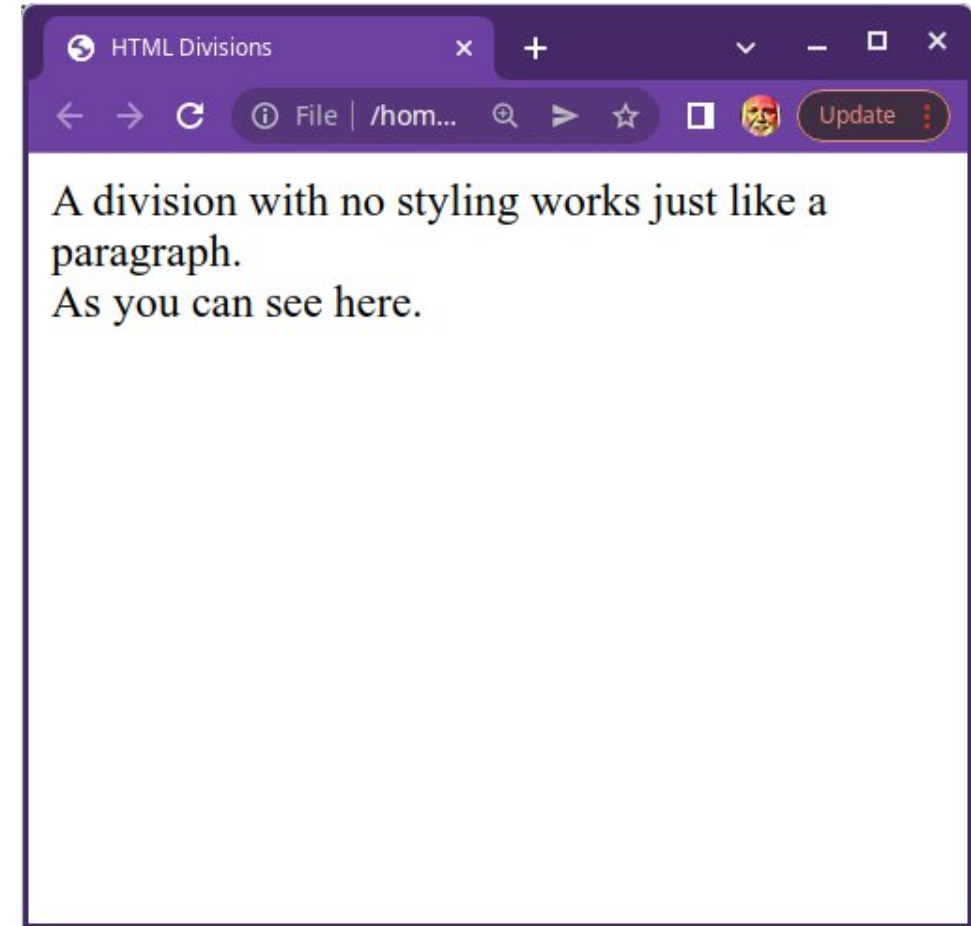 HTML Divisions
File /hom...
Update
A division with no styling works just like a
paragraph.
As you can see here.